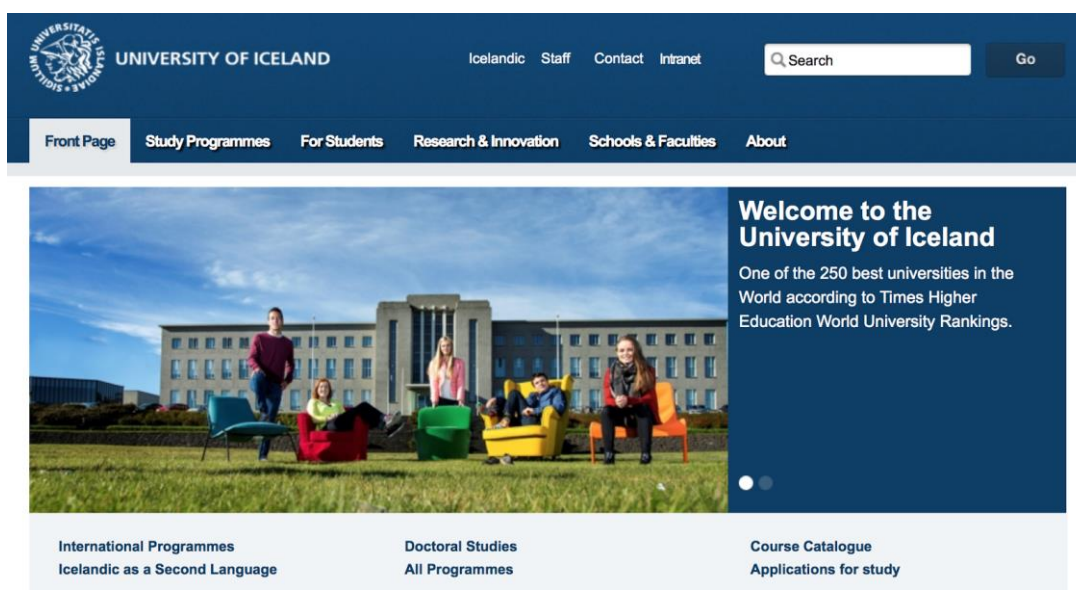 UNIVERSITY OF ICELAND
Icelandic Staff Contact Intranet
Search
Go
Front Page Study Programmes For Students Research & Innovation Schools & Faculties About
Welcome to the
University of Iceland
One of the 250 best universities in the
World according to Times Higher
Education World University Rankings.
International Programmes Doctoral Studies Course Catalogue
Icelandic as a Second Language All Programmes Applications for study